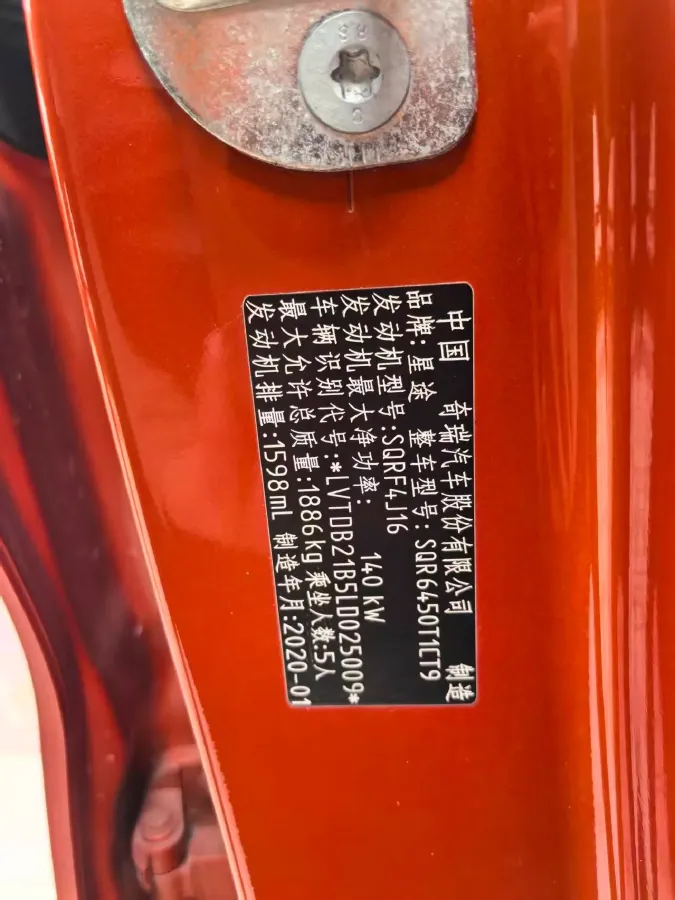 中国 奇瑞汽车股份有限公司 制造
品牌:星途 整车型号:SQR6450T1CT9
发动机型号:SQRF4J16
发动机最大净功率: 140 kW
车辆识别代号:*LVTDB21B5LD025009*
最大允许总质量:1886kg 乘坐人数:5人
发动机排量:1598mL 制造年月:2020-01